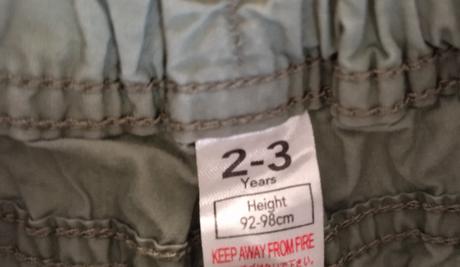 2-3
Years
Height
92-98cm
KEEP AWAY FROM FIRE